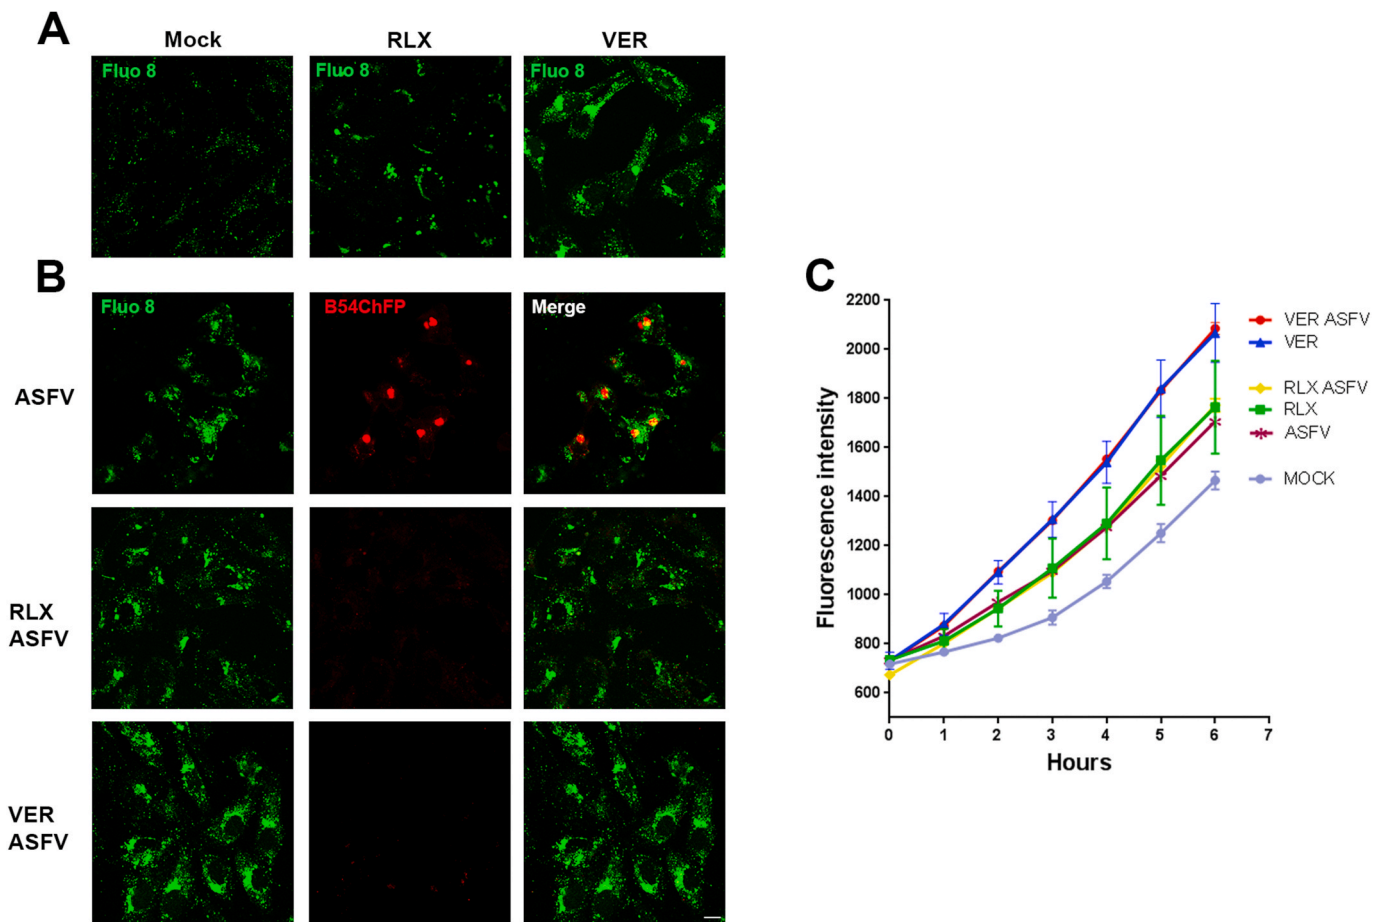 A
Mock RLX VER
Fluo 8 Fluo 8 Fluo 8
B
Fluo 8 B54ChFP Merge
ASFV
RLX
ASFV
VER
ASFV
C
2200
2000
1800
1600
1400
1200
1000
800
600
Fluorescence intensity
0 1 2 3 4 5 6 7
Hours
VER ASFV
VER
RLX ASFV
RLX
ASFV
MOCK